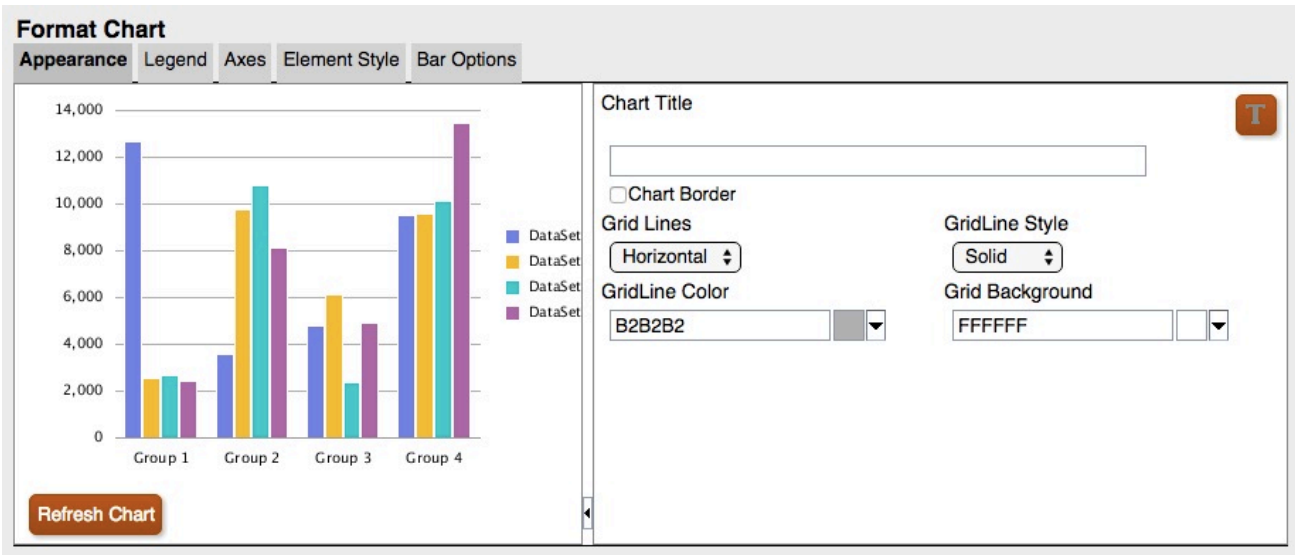 Format Chart
Appearance Legend Axes Element Style Bar Options
14,000
12,000
10,000
8,000
6,000
4,000
2,000
0
Group 1 Group 2 Group 3 Group 4
DataSet
DataSet
DataSet
DataSet
Refresh Chart
Chart Title
T
Chart Border
Grid Lines GridLine Style
Horizontal Solid
GridLine Color Grid Background
B2B2B2 FFFFFF